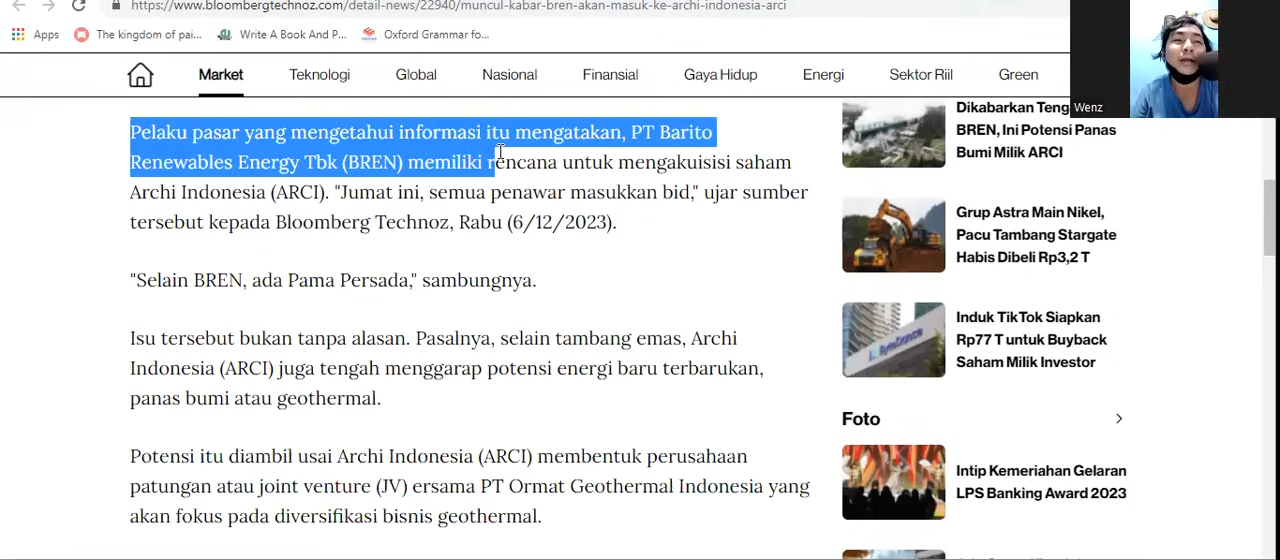 https://www.bloombergtechnoz.com/detail-news/22940/muncul-kabar-bren-akan-masuk-ke-archi-indonesia-arci
Apps
The kingdom of pai...
Write A Book And P...
Oxford Grammar fo...
Wenz
Market
Teknologi
Global
Nasional
Finansial
Gaya Hidup
Energi
Sektor Riil
Green
Pelaku pasar yang mengetahui informasi itu mengatakan, PT Barito
Renewables Energy Tbk (BREN) memiliki rencana untuk mengakuisisi saham
Archi Indonesia (ARCI). "Jumat ini, semua penawar masukkan bid," ujar sumber
tersebut kepada Bloomberg Technoz, Rabu (6/12/2023).
"Selain BREN, ada Pama Persada," sambungnya.
Isu tersebut bukan tanpa alasan. Pasalnya, selain tambang emas, Archi
Indonesia (ARCI) juga tengah menggarap potensi energi baru terbarukan,
panas bumi atau geothermal.
Potensi itu diambil usai Archi Indonesia (ARCI) membentuk perusahaan
patungan atau joint venture (JV) ersama PT Ormat Geothermal Indonesia yang
akan fokus pada diversifikasi bisnis geothermal.
Dikabarkan Teng
BREN, Ini Potensi Panas
Bumi Milik ARCI
Grup Astra Main Nikel,
Pacu Tambang Stargate
Habis Dibeli Rp3,2 T
ByteDance
Induk TikTok Siapkan
Rp77 T untuk Buyback
Saham Milik Investor
Foto
Intip Kemeriahan Gelaran
LPS Banking Award 2023